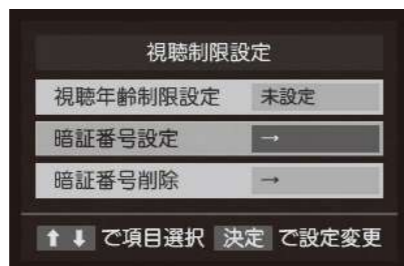 視聴制限設定
視聴年齢制限設定 未設定
暗証番号設定 →
暗証番号削除 →
↑ ↓ で項目選択 決定 で設定変更